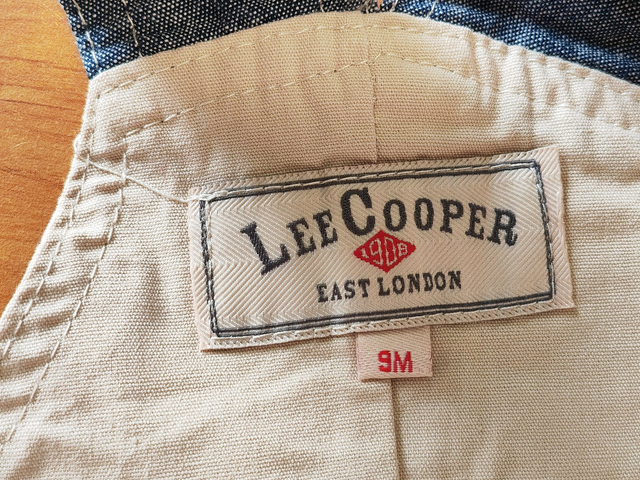 LEE COOPER
1908
EAST LONDON
9M